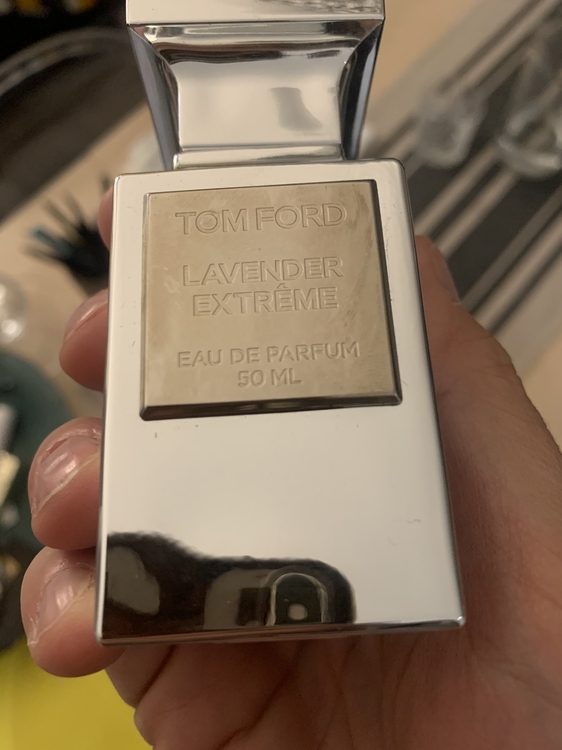 TOM FORD
LAVENDER
EXTRÊME
EAU DE PARFUM
50 ML